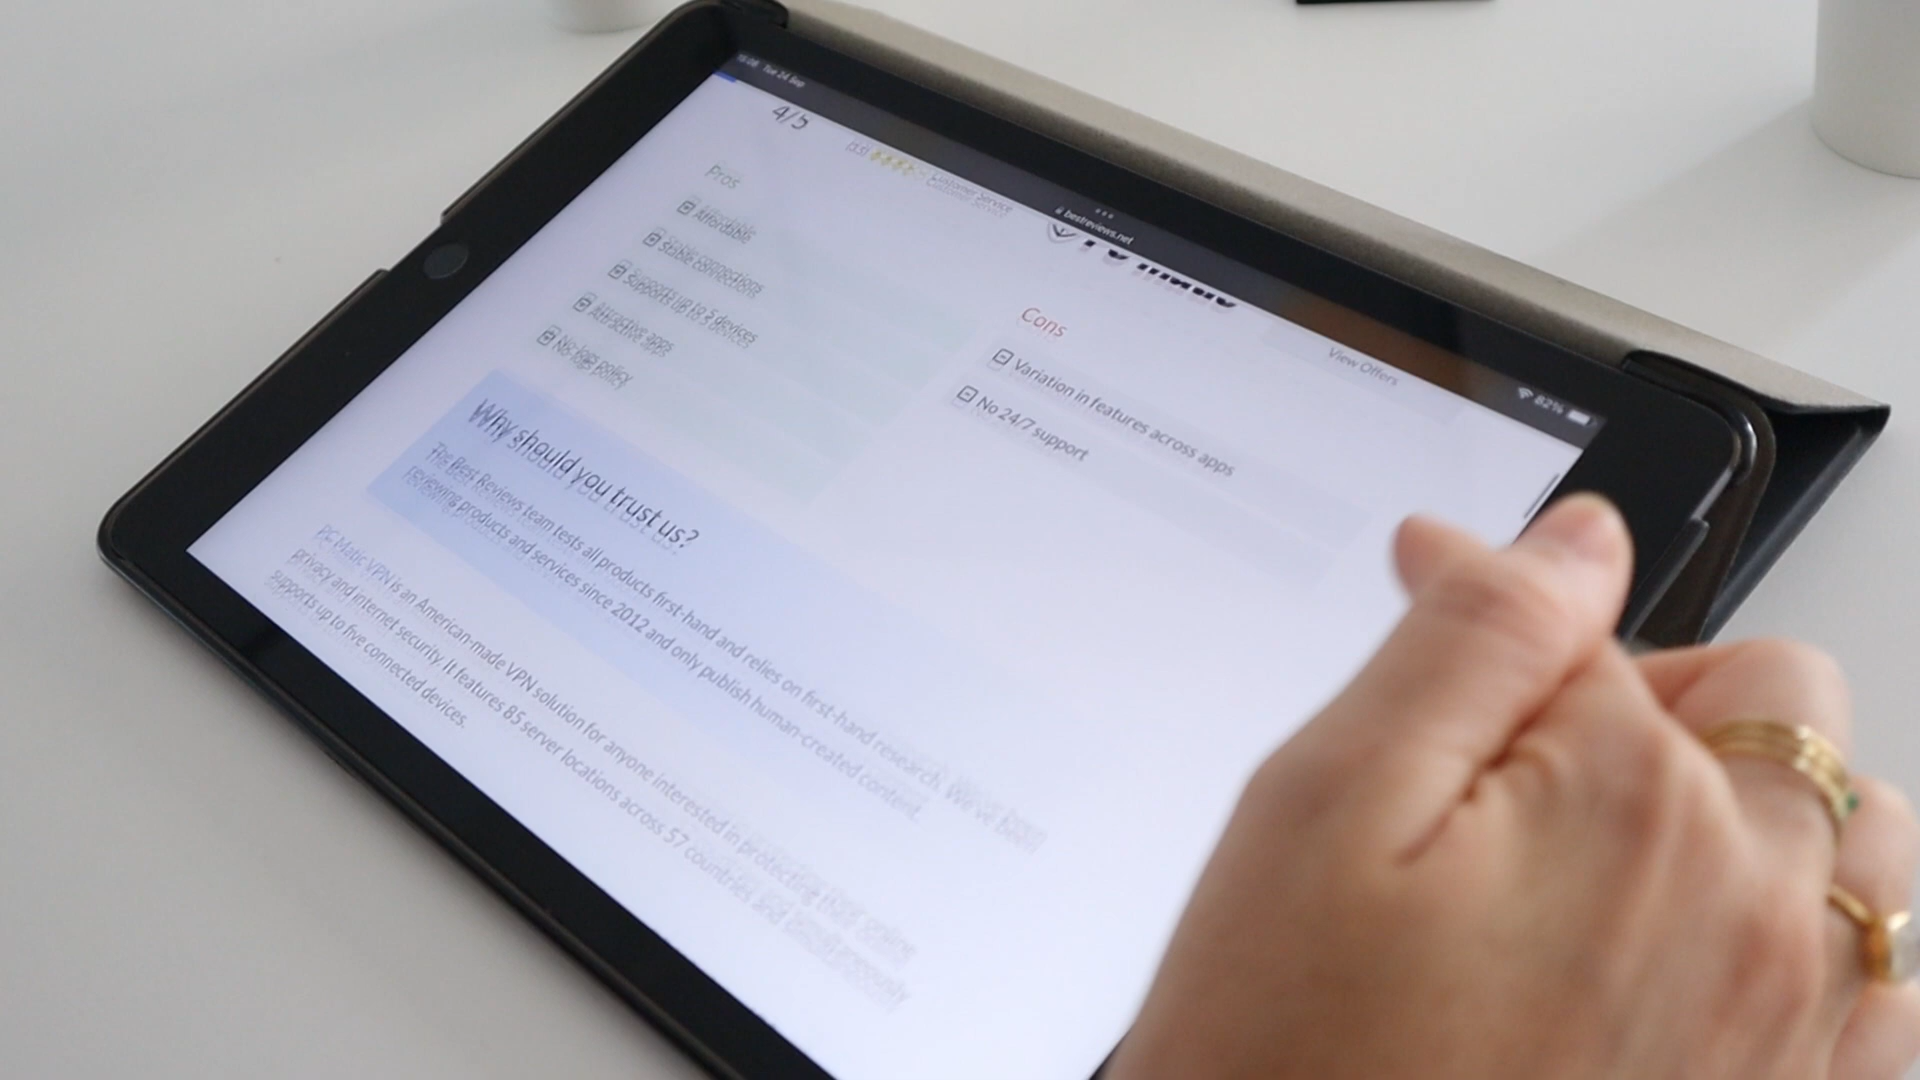 15:08 Tue 24 Sep
82%
bestreviews.net
4/5
Customer Service
View Offers
Pros
Affordable
Stable connections
Supports up to 5 devices
Attractive apps
No-logs policy
Cons
Variation in features across apps
No 24/7 support
Why should you trust us?
The Best Reviews team tests all products first-hand and relies on first-hand research. We've been
reviewing products and services since 2012 and only publish human-created content.
PC Matic VPN is an American-made VPN solution for anyone interested in protecting their online
privacy and internet security. It features 85 server locations across 57 countries and
supports up to five connected devices.